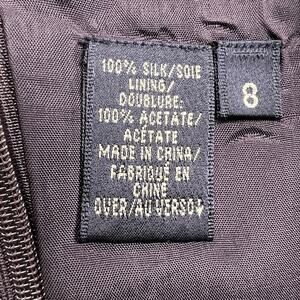 100% SILK/SOIE
LINING/
DOUBLURE:
100% ACETATE/
ACÉTATE
MADE IN CHINA/
FABRIQUÉ EN
CHINE
OVER/AU VERSO↓
8